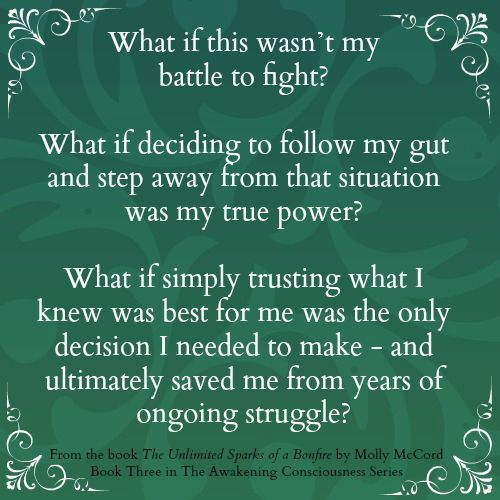 What if this wasn't my
battle to fight?
What if deciding to follow my gut
and step away from that situation
was my true power?
What if simply trusting what I
knew was best for me was the only
decision I needed to make - and
ultimately saved me from years of
ongoing struggle?
From the book The Unlimited Sparks of a Bonfire by Molly McCord
Book Three in The Awakening Consciousness Series